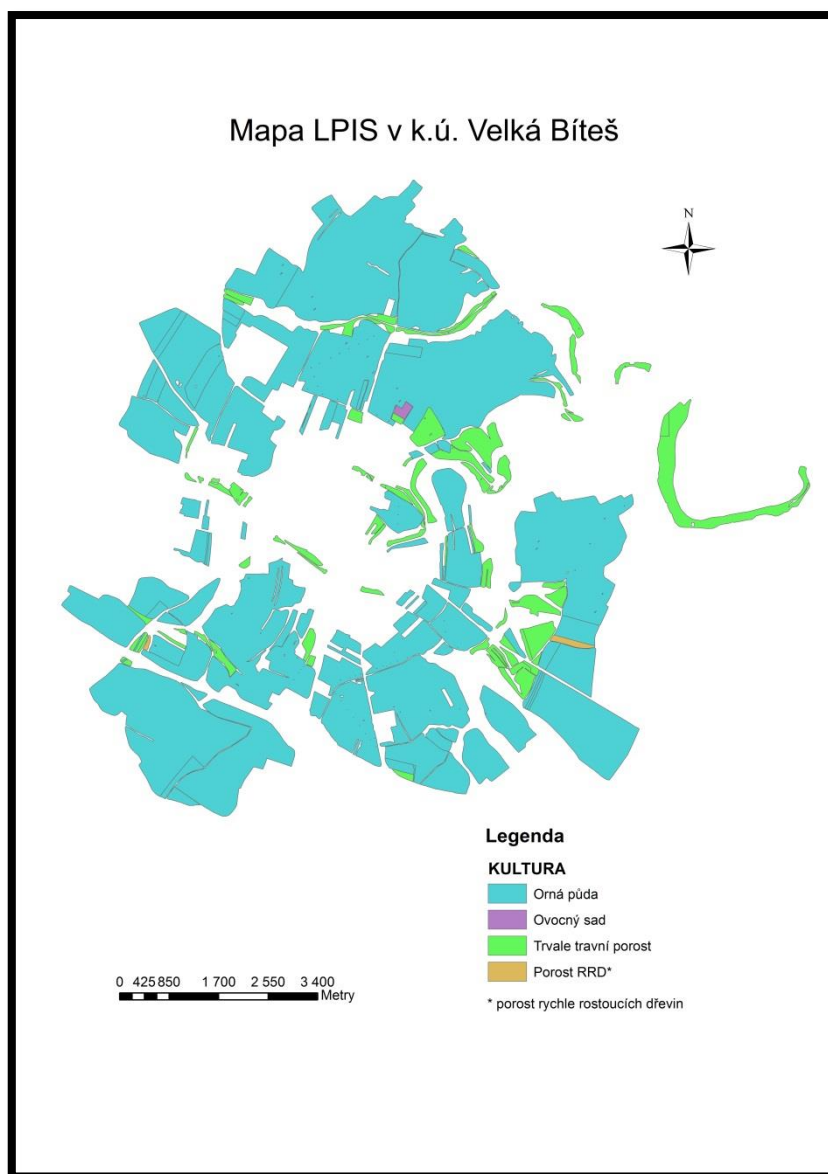 Mapa LPIS v k.ú. Velká Bíteš
N
Legenda
KULTURA
Orná půda
Ovocný sad
Trvale travní porost
Porost RRD*
* porost rychle rostoucích dřevin
0 425 850 1 700 2 550 3 400
Metry